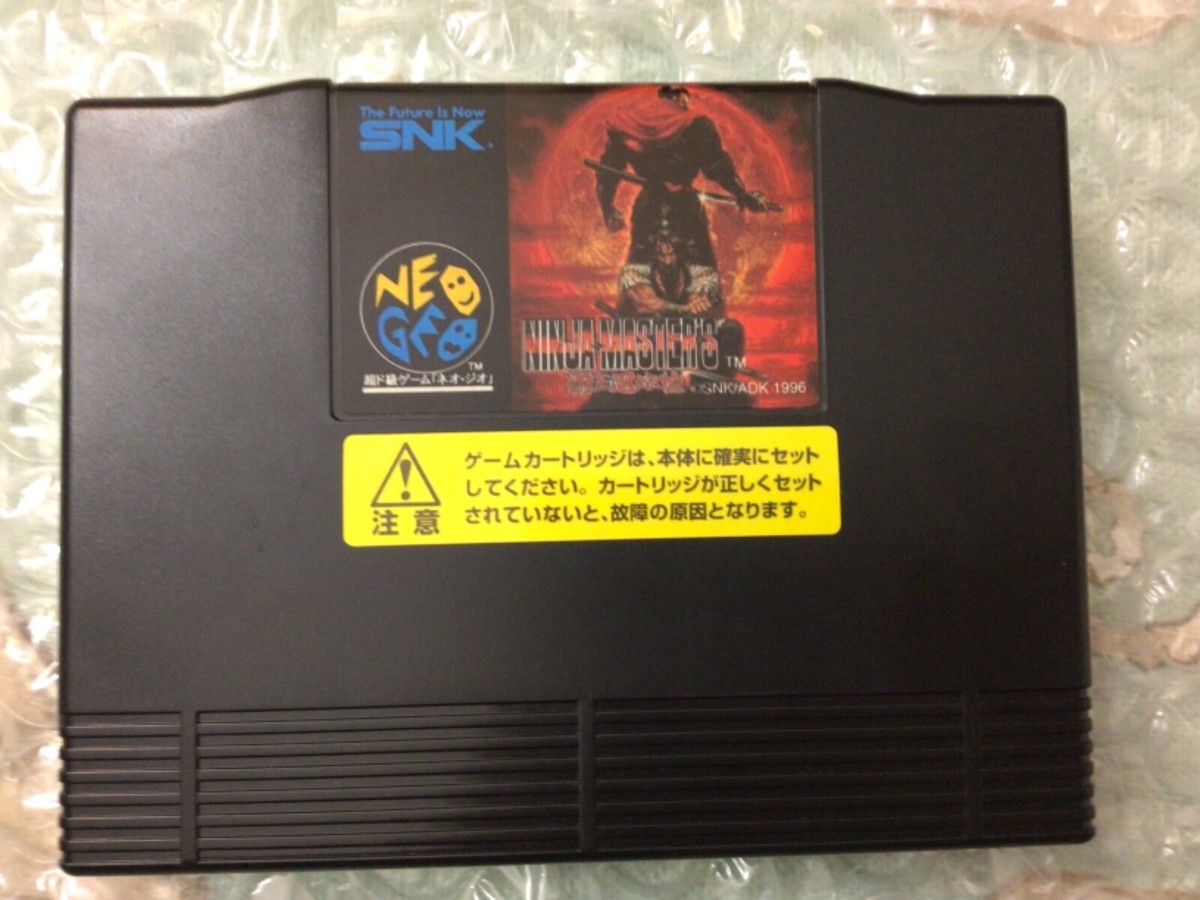 The Future Is Now
SNK
NEO
GEO
TM
超ド級ゲーム「ネオ・ジオ」
NINJA MASTER'S TM
©SNK/ADK 1996
注意
ゲームカートリッジは、本体に確実にセット
してください。カートリッジが正しくセット
されていないと、故障の原因となります。